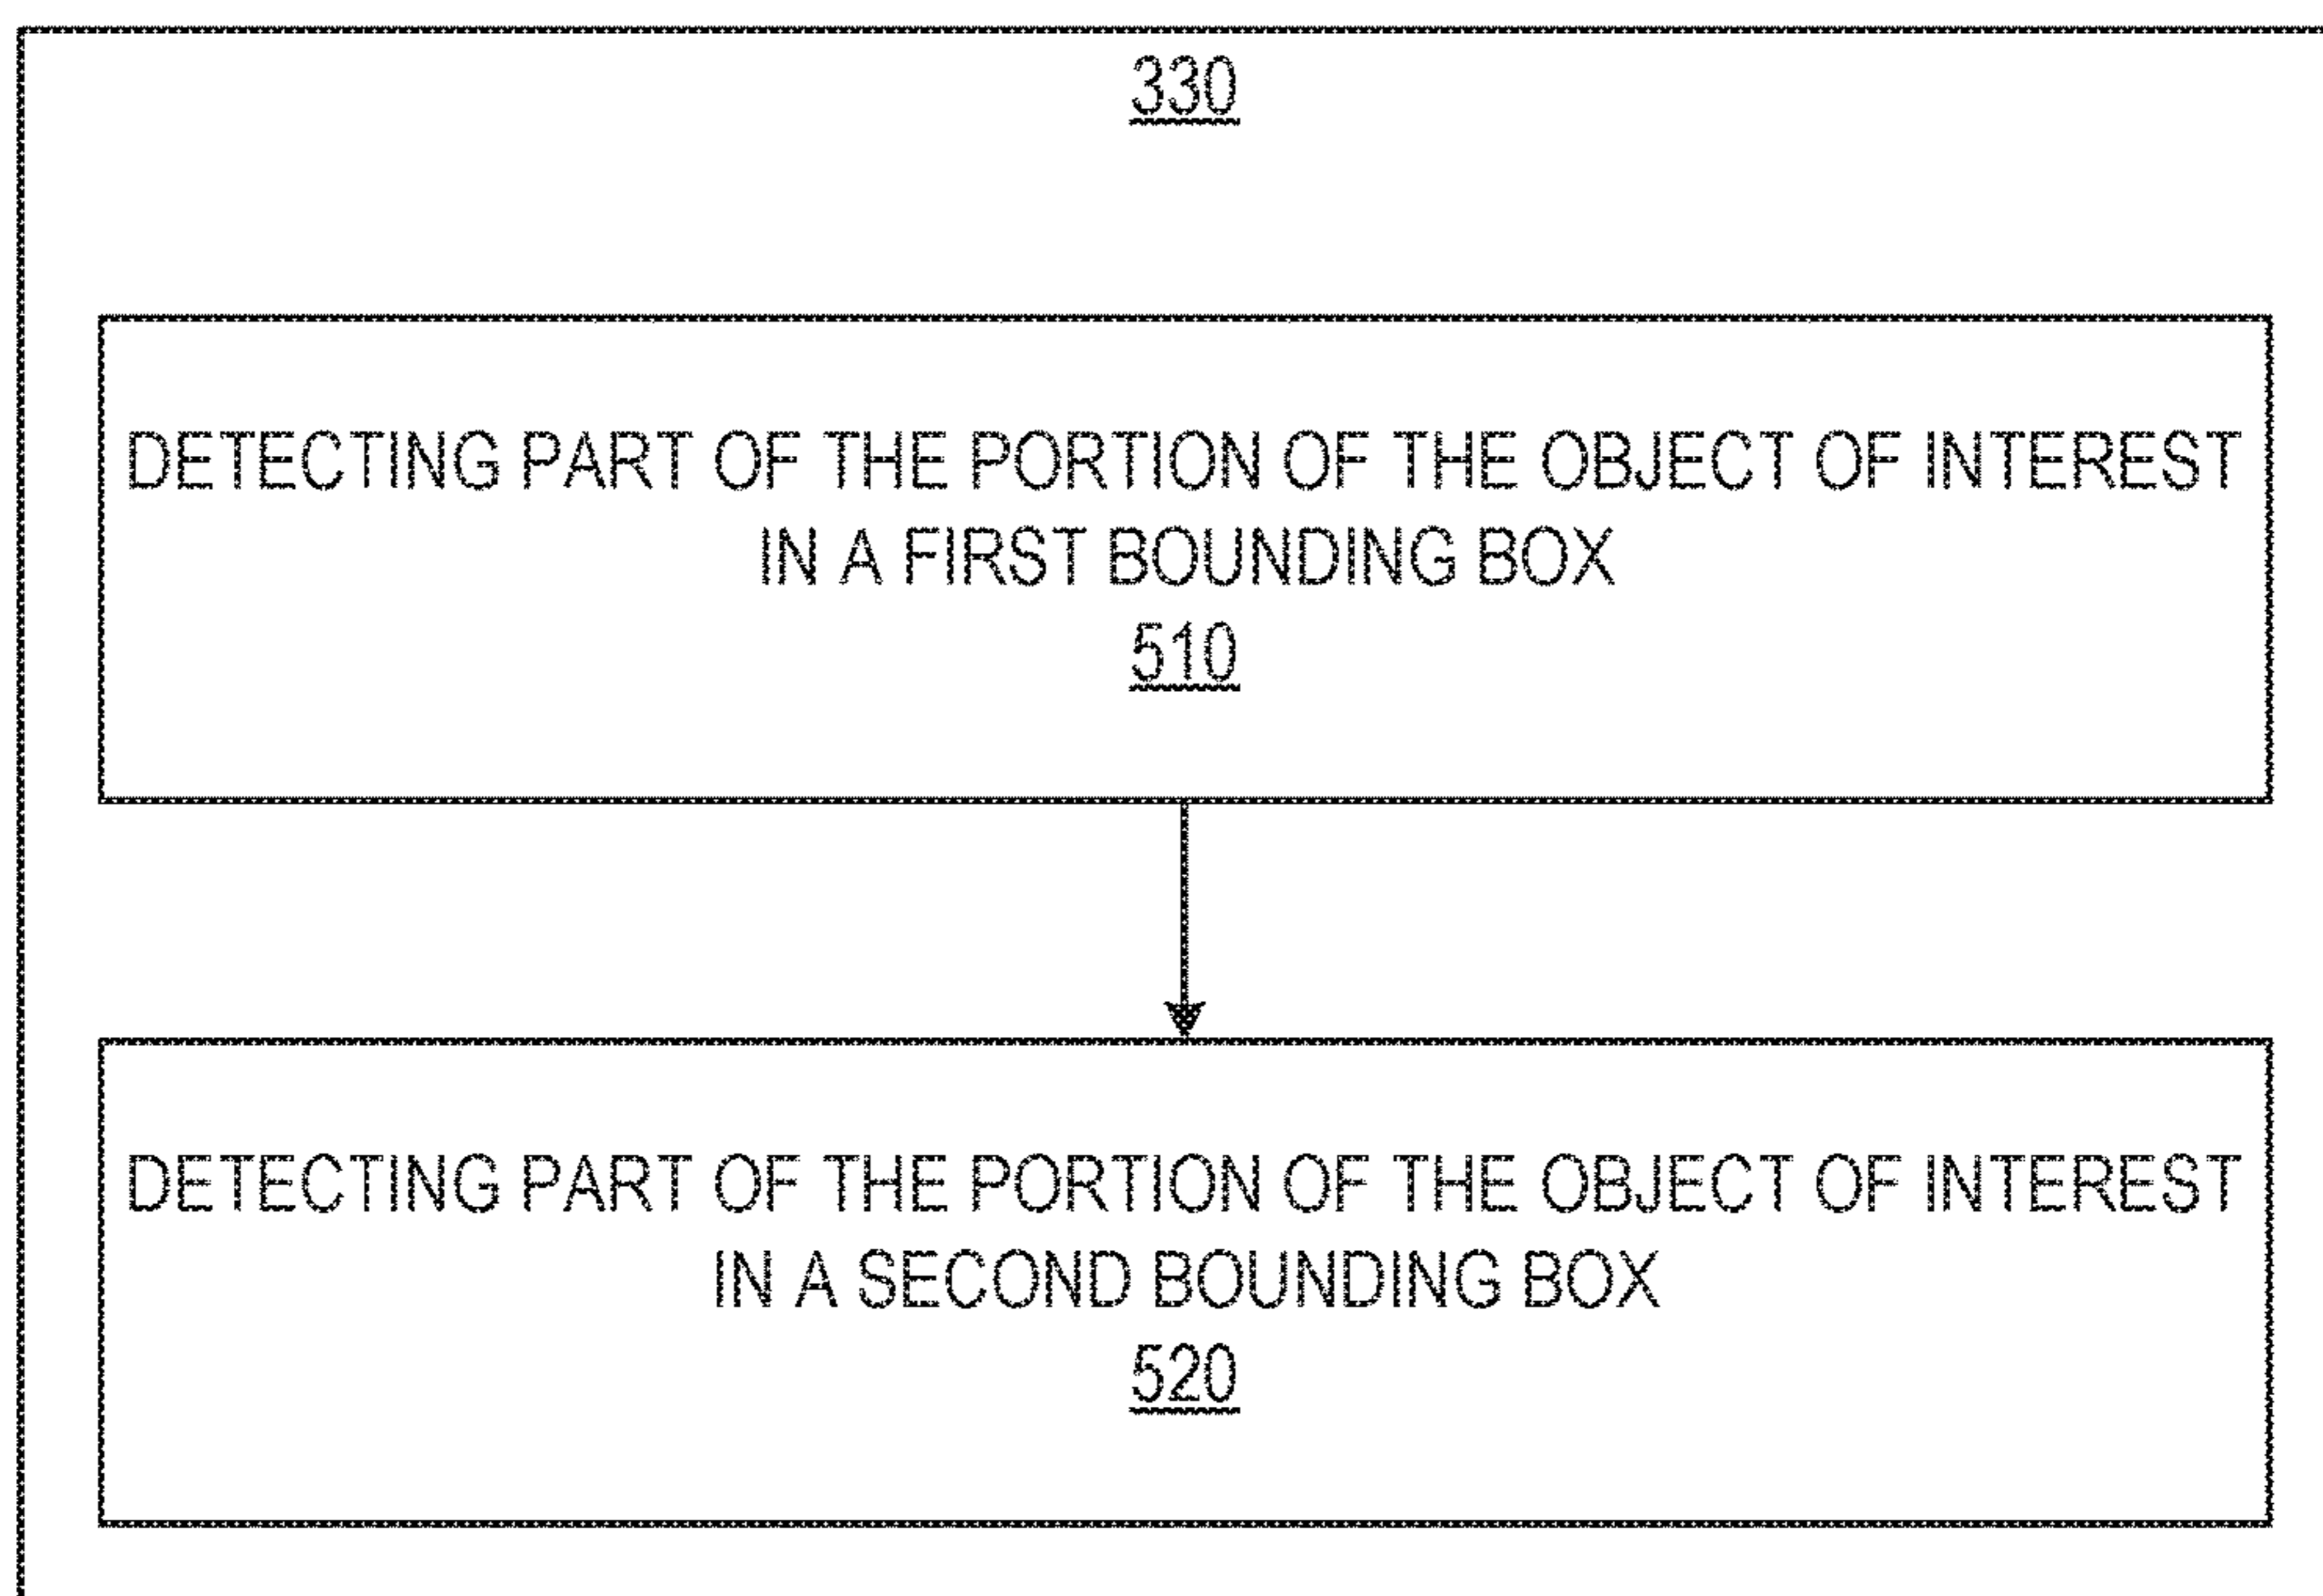 330
DETECTING PART OF THE PORTION OF THE OBJECT OF INTEREST
IN A FIRST BOUNDING BOX
510
DETECTING PART OF THE PORTION OF THE OBJECT OF INTEREST
IN A SECOND BOUNDING BOX
520